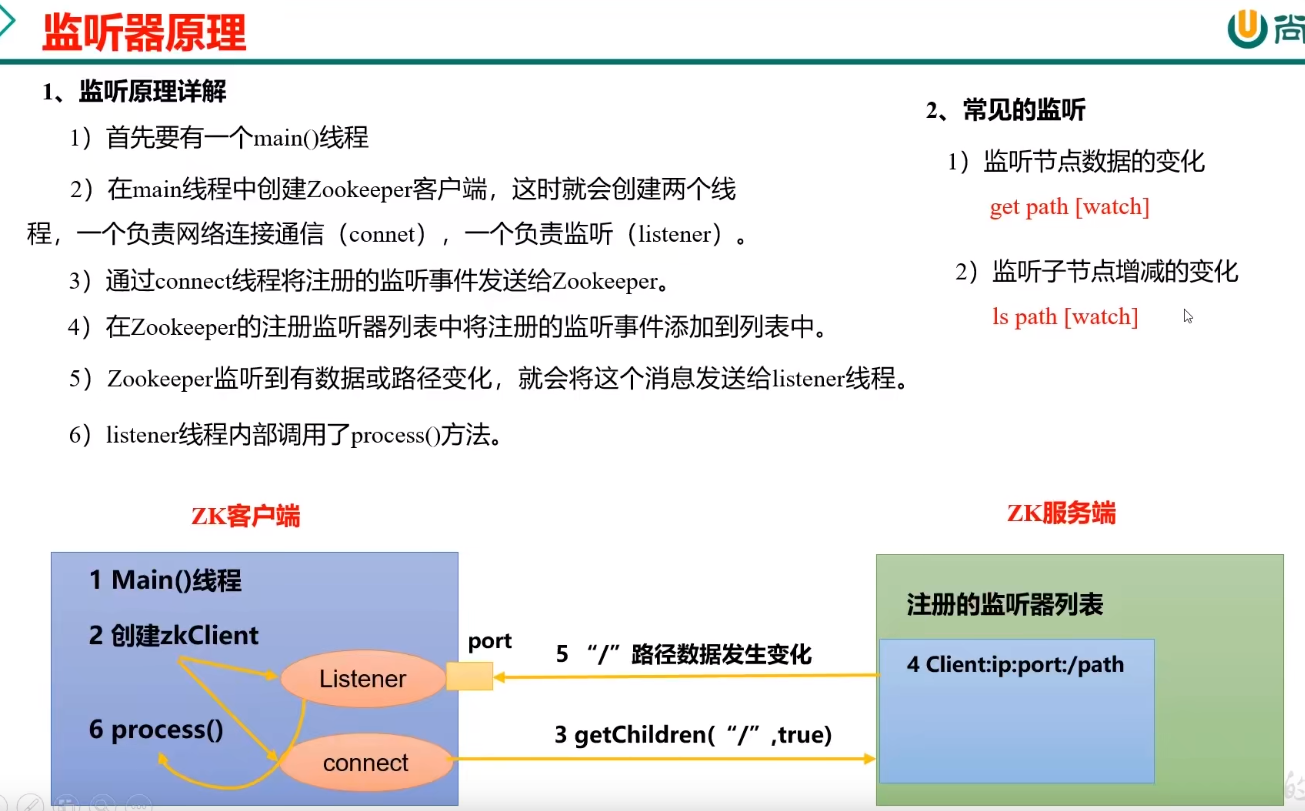 监听器原理
尚
1、监听原理详解
1）首先要有一个main()线程
2）在main线程中创建Zookeeper客户端，这时就会创建两个线
程，一个负责网络连接通信（connet），一个负责监听（listener）。
3）通过connect线程将注册的监听事件发送给Zookeeper。
4）在Zookeeper的注册监听器列表中将注册的监听事件添加到列表中。
5）Zookeeper监听到有数据或路径变化，就会将这个消息发送给listener线程。
6）listener线程内部调用了process()方法。
2、常见的监听
1）监听节点数据的变化
get path [watch]
2）监听子节点增减的变化
ls path [watch]
ZK客户端
1 Main()线程
2 创建zkClient
Listener
port
6 process()
connect
5 “/”路径数据发生变化
3 getChildren(“/”,true)
ZK服务端
注册的监听器列表
4 Client:ip:port:/path
的